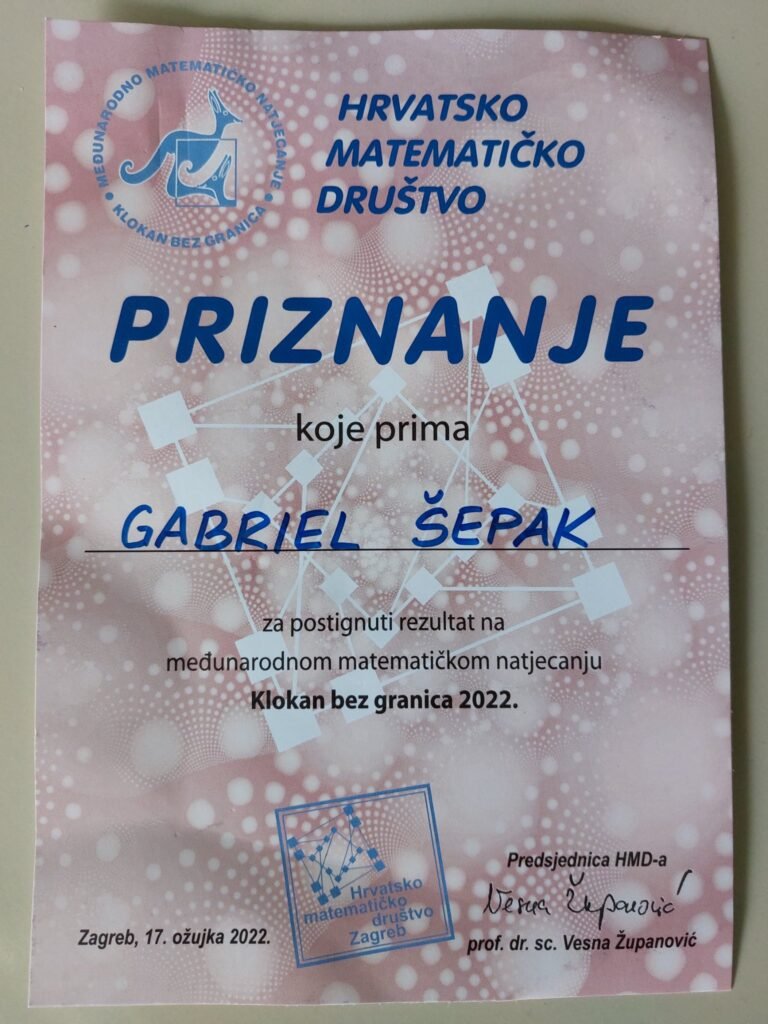 MEĐUNARODNO MATEMATIČKO NATJECANJE
• KLOKAN BEZ GRANICA •
HRVATSKO
MATEMATIČKO
DRUŠTVO
PRIZNANJE
koje prima
GABRIEL ŠEPAK
za postignuti rezultat na
međunarodnom matematičkom natjecanju
Klokan bez granica 2022.
Hrvatsko
matematičko
društvo
Zagreb
Zagreb, 17. ožujka 2022.
Predsjednica HMD-a
Vesna Županović
prof. dr. sc. Vesna Županović